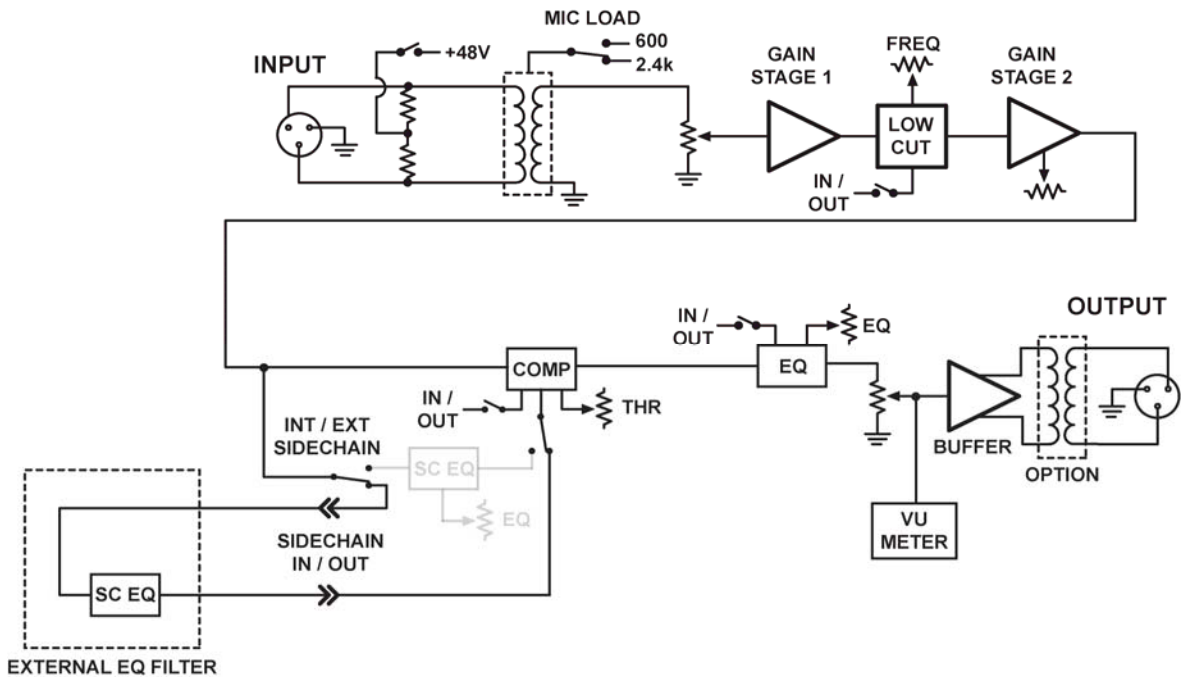 MIC LOAD
600
2.4k
+48V
INPUT
GAIN
STAGE 1
FREQ
LOW
CUT
IN /
OUT
GAIN
STAGE 2
IN /
OUT
EQ
EQ
OUTPUT
COMP
IN /
OUT
THR
INT / EXT
SIDECHAIN
SC EQ
EQ
BUFFER
OPTION
VU
METER
SIDECHAIN
IN / OUT
SC EQ
EXTERNAL EQ FILTER